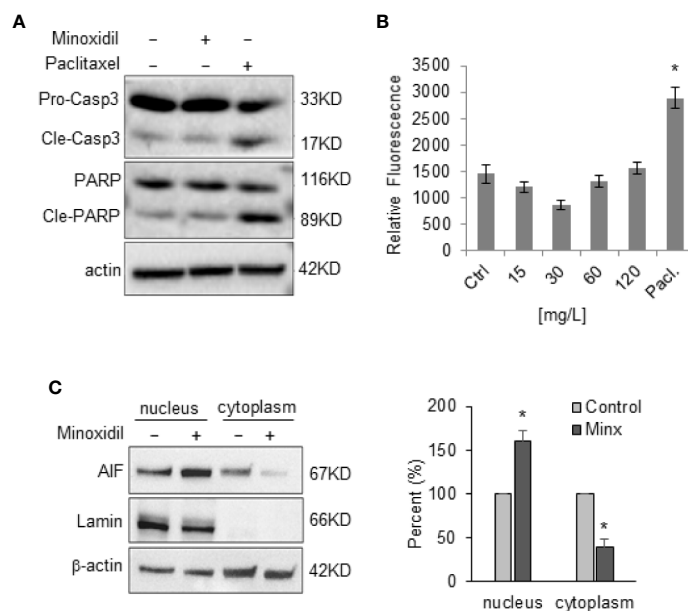 A
Minoxidil – + –
Paclitaxel – – +
Pro-Casp3 33KD
Cle-Casp3 17KD
PARP 116KD
Cle-PARP 89KD
actin 42KD
B
Relative Fluorescecnce
3500
3000
2500
2000
1500
1000
500
0
*
Ctrl 15 30 60 120 Pacl.
[mg/L]
C
nucleus cytoplasm
Minoxidil – + – +
AIF 67KD
Lamin 66KD
β-actin 42KD
Percent (%)
200
150
100
50
0
Control
Minx
*
*
nucleus cytoplasm